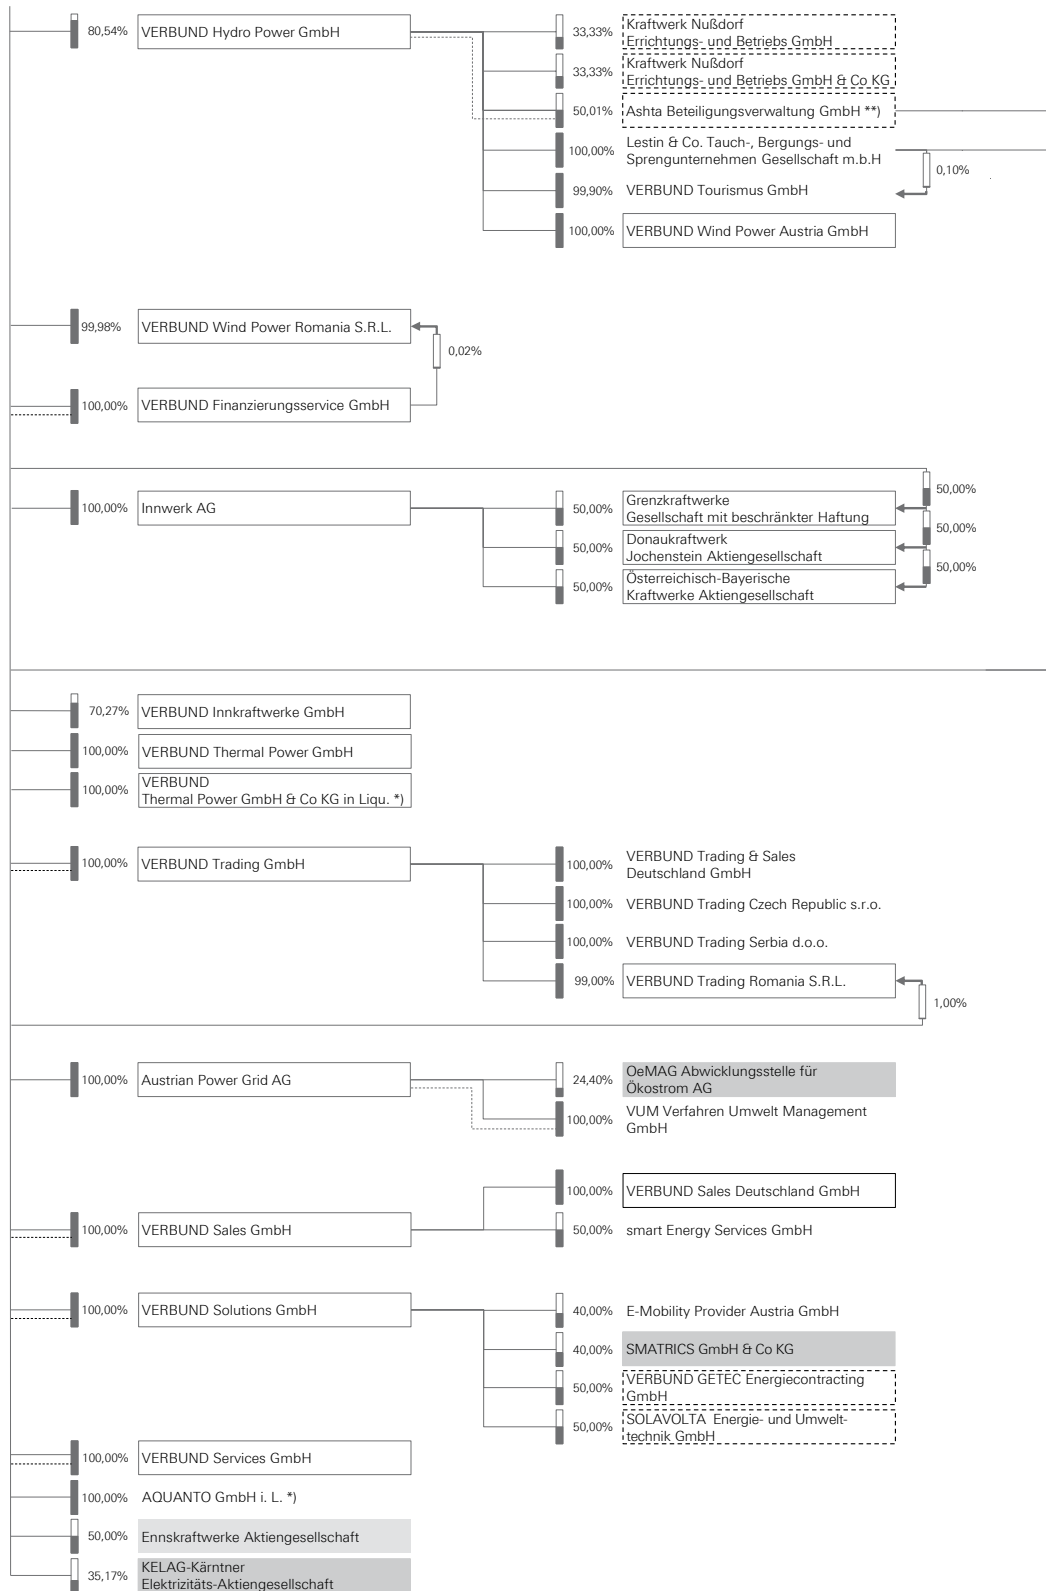 80,54% VERBUND Hydro Power GmbH
33,33% Kraftwerk Nußdorf
Errichtungs- und Betriebs GmbH
33,33% Kraftwerk Nußdorf
Errichtungs- und Betriebs GmbH & Co KG
50,01% Ashta Beteiligungsverwaltung GmbH **)
100,00% Lestin & Co. Tauch-, Bergungs- und
Sprengunternehmen Gesellschaft m.b.H
0,10%
99,90% VERBUND Tourismus GmbH
100,00% VERBUND Wind Power Austria GmbH
99,98% VERBUND Wind Power Romania S.R.L.
0,02%
100,00% VERBUND Finanzierungsservice GmbH
50,00%
100,00% Innwerk AG
50,00% Grenzkraftwerke
Gesellschaft mit beschränkter Haftung
50,00%
50,00% Donaukraftwerk
Jochenstein Aktiengesellschaft
50,00%
50,00% Österreichisch-Bayerische
Kraftwerke Aktiengesellschaft
70,27% VERBUND Innkraftwerke GmbH
100,00% VERBUND Thermal Power GmbH
100,00% VERBUND
Thermal Power GmbH & Co KG in Liqu. *)
100,00% VERBUND Trading GmbH
100,00% VERBUND Trading & Sales
Deutschland GmbH
100,00% VERBUND Trading Czech Republic s.r.o.
100,00% VERBUND Trading Serbia d.o.o.
99,00% VERBUND Trading Romania S.R.L.
1,00%
100,00% Austrian Power Grid AG
24,40% OeMAG Abwicklungsstelle für
Ökostrom AG
100,00% VUM Verfahren Umwelt Management
GmbH
100,00% VERBUND Sales Deutschland GmbH
100,00% VERBUND Sales GmbH
50,00% smart Energy Services GmbH
100,00% VERBUND Solutions GmbH
40,00% E-Mobility Provider Austria GmbH
40,00% SMATRICS GmbH & Co KG
50,00% VERBUND GETEC Energiecontracting
GmbH
50,00% SOLAVOLTA Energie- und Umwelt-
technik GmbH
100,00% VERBUND Services GmbH
100,00% AQUANTO GmbH i. L. *)
50,00% Ennskraftwerke Aktiengesellschaft
35,17% KELAG-Kärntner
Elektrizitäts-Aktiengesellschaft